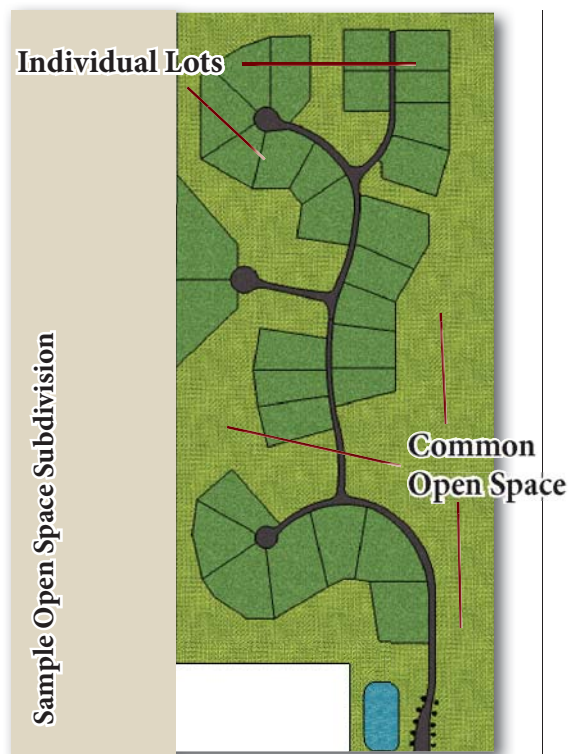 Individual Lots
Common
Open Space
Sample Open Space Subdivision